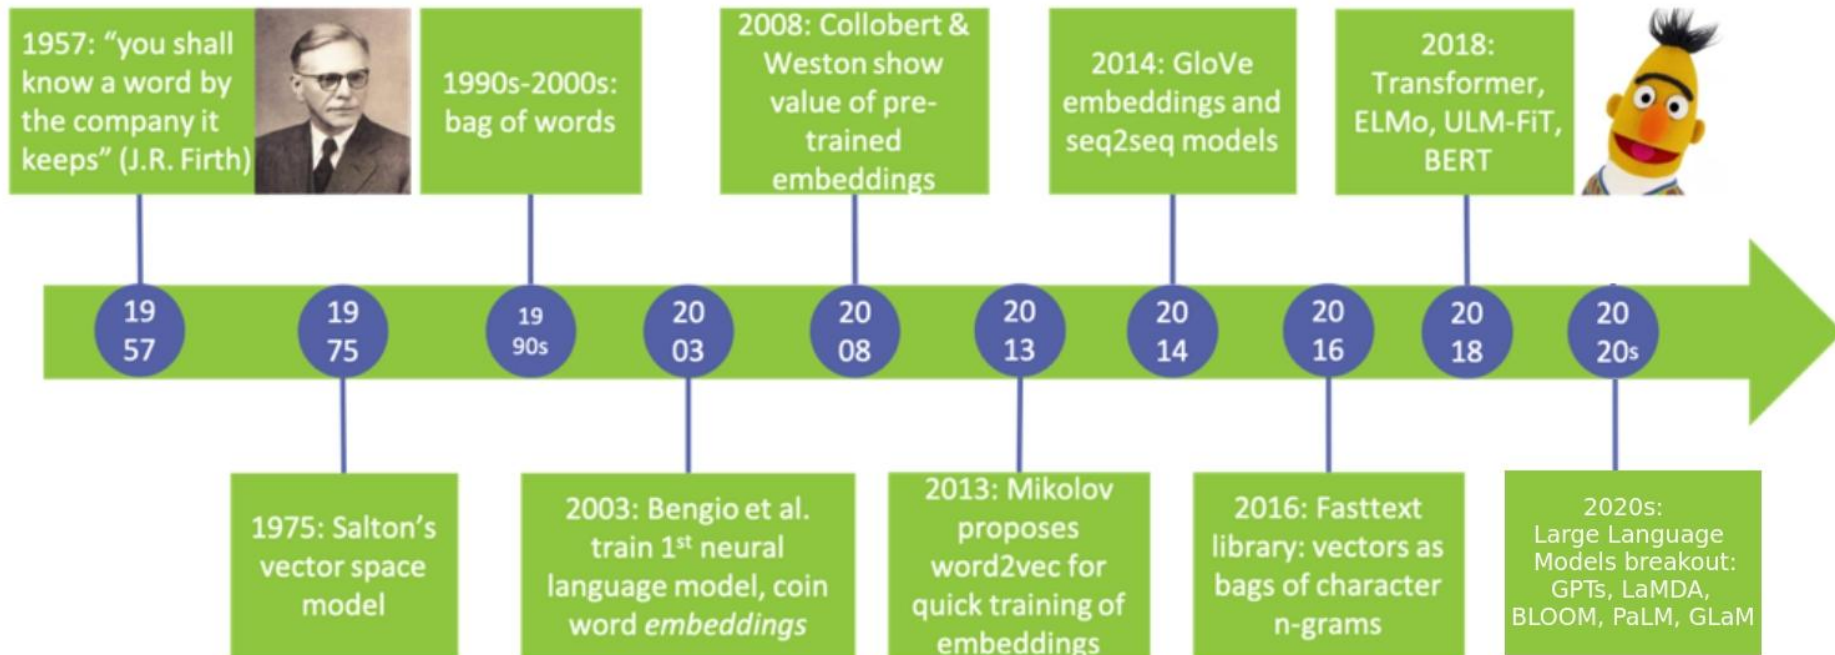 1957: “you shall
know a word by
the company it
keeps” (J.R. Firth)
1990s-2000s:
bag of words
2008: Collobert &
Weston show
value of pre-
trained
embeddings
2014: GloVe
embeddings and
seq2seq models
2018:
Transformer,
ELMo, ULM-FiT,
BERT
19
57
19
75
19
90s
20
03
20
08
20
13
20
14
20
16
20
18
20
20s
1975: Salton’s
vector space
model
2003: Bengio et al.
train 1st neural
language model, coin
word embeddings
2013: Mikolov
proposes
word2vec for
quick training of
embeddings
2016: Fasttext
library: vectors as
bags of character
n-grams
2020s:
Large Language
Models breakout:
GPTs, LaMDA,
BLOOM, PaLM, GLaM